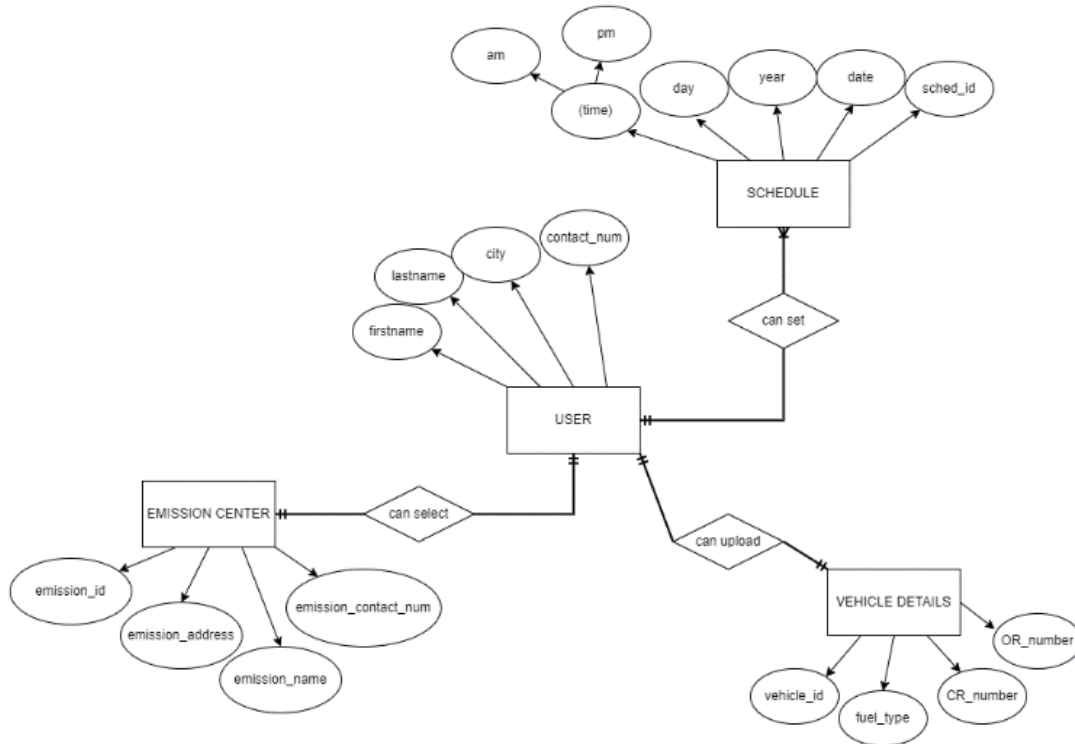 pm
am
year
date
day
sched_id
(time)
SCHEDULE
contact_num
city
lastname
can set
firstname
USER
EMISSION CENTER
can select
can upload
emission_id
VEHICLE DETAILS
emission_contact_num
emission_address
OR_number
emission_name
vehicle_id
CR_number
fuel_type